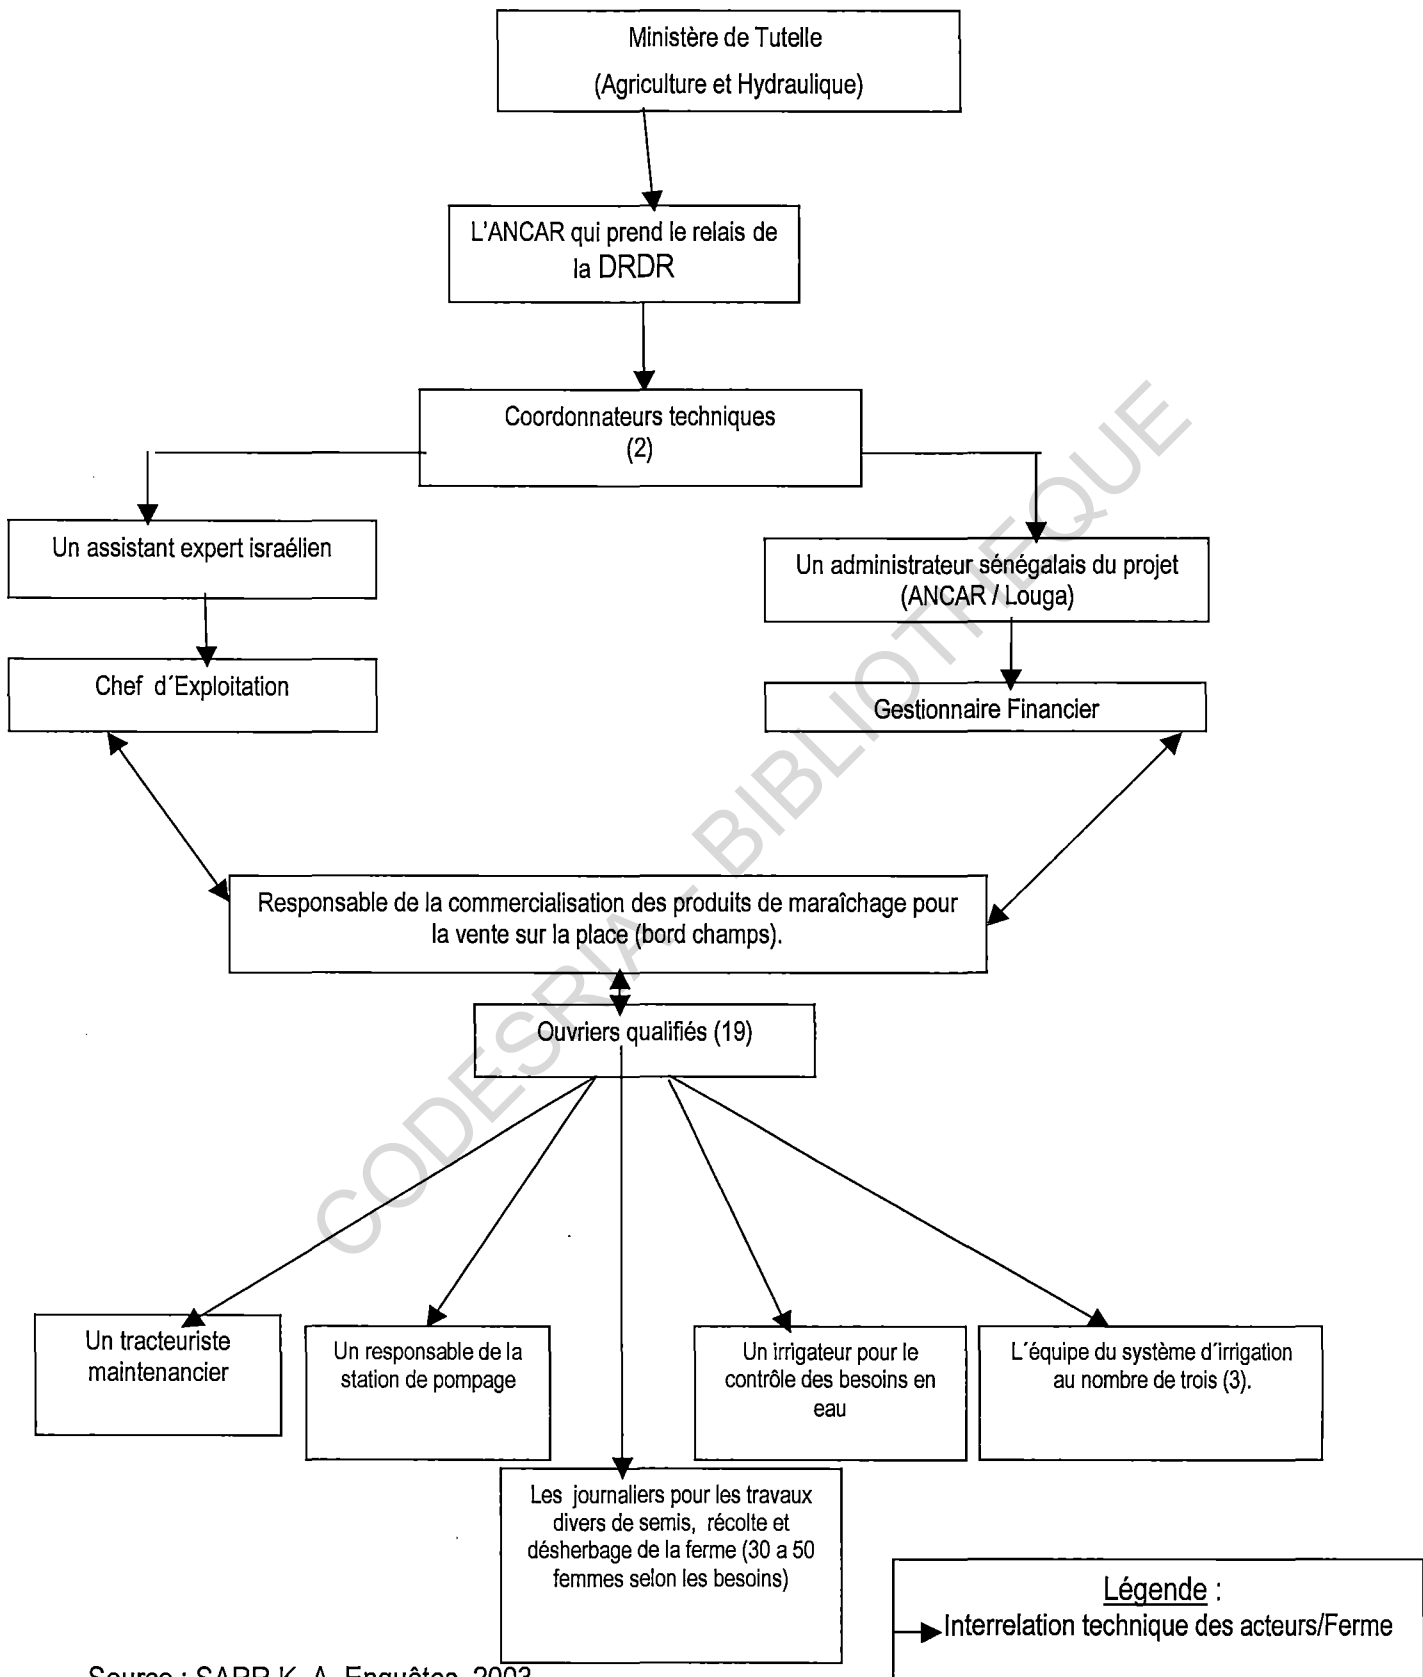 Ministère de Tutelle
(Agriculture et Hydraulique)
L'ANCAR qui prend le relais de
la DRDR
Coordonnateurs techniques
(2)
Un assistant expert israélien
Un administrateur sénégalais du projet
(ANCAR / Louga)
Chef d´Exploitation
Gestionnaire Financier
Responsable de la commercialisation des produits de maraîchage pour
la vente sur la place (bord champs).
Ouvriers qualifiés (19)
Un tracteuriste
maintenancier
Un responsable de la
station de pompage
Un irrigateur pour le
contrôle des besoins en
eau
L´équipe du système d´irrigation
au nombre de trois (3).
Les journaliers pour les travaux
divers de semis, récolte et
désherbage de la ferme (30 a 50
femmes selon les besoins)
Légende :
Interrelation technique des acteurs/Ferme
Source : SARR K. A. Enquêtes, 2003
CODESRIA - BIBLIOTHEQUE